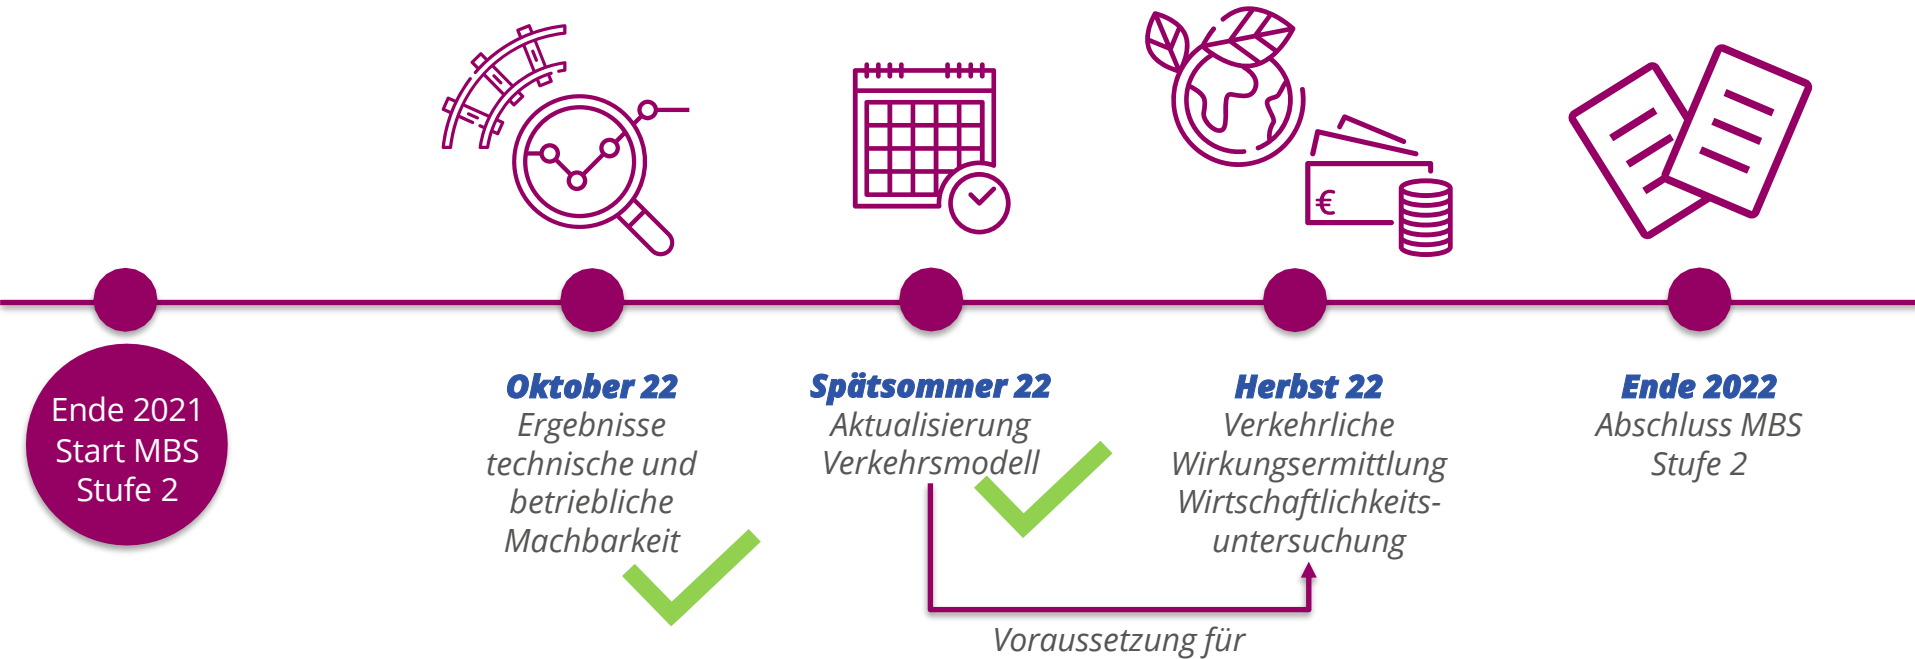 Ende 2021
Start MBS
Stufe 2
Oktober 22
Ergebnisse
technische und
betriebliche
Machbarkeit
Spätsommer 22
Aktualisierung
Verkehrsmodell
Herbst 22
Verkehrliche
Wirkungsermittlung
Wirtschaftlichkeits-
untersuchung
€
Ende 2022
Abschluss MBS
Stufe 2
Voraussetzung für